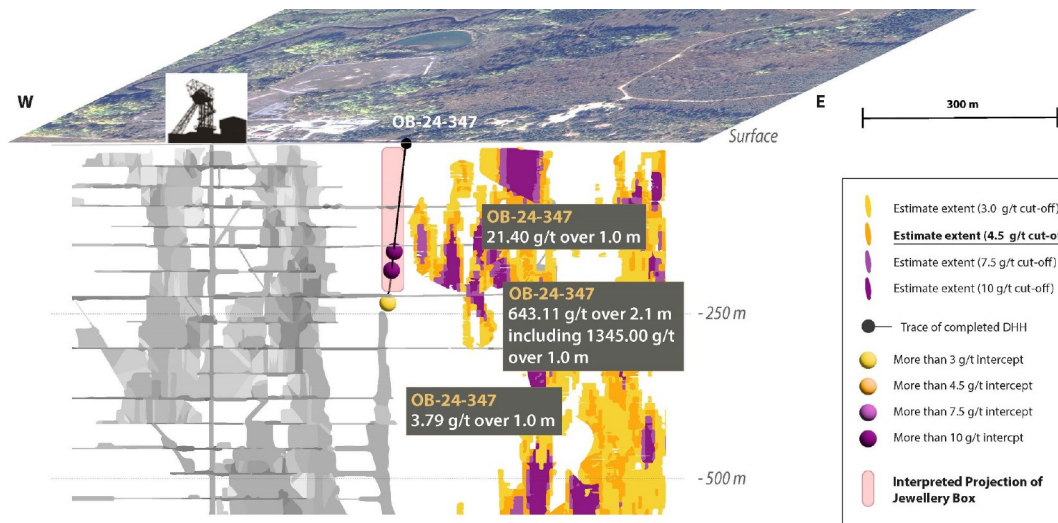 W
E
300 m
OB-24-347
Surface
OB-24-347
21.40 g/t over 1.0 m
OB-24-347
643.11 g/t over 2.1 m
including 1345.00 g/t
over 1.0 m
OB-24-347
3.79 g/t over 1.0 m
- 250 m
- 500 m
Estimate extent (3.0 g/t cut-off)
Estimate extent (4.5 g/t cut-of
Estimate extent (7.5 g/t cut-off)
Estimate extent (10 g/t cut-off)
Trace of completed DHH
More than 3 g/t intercept
More than 4.5 g/t intercept
More than 7.5 g/t intercept
More than 10 g/t intercpt
Interpreted Projection of
Jewellery Box